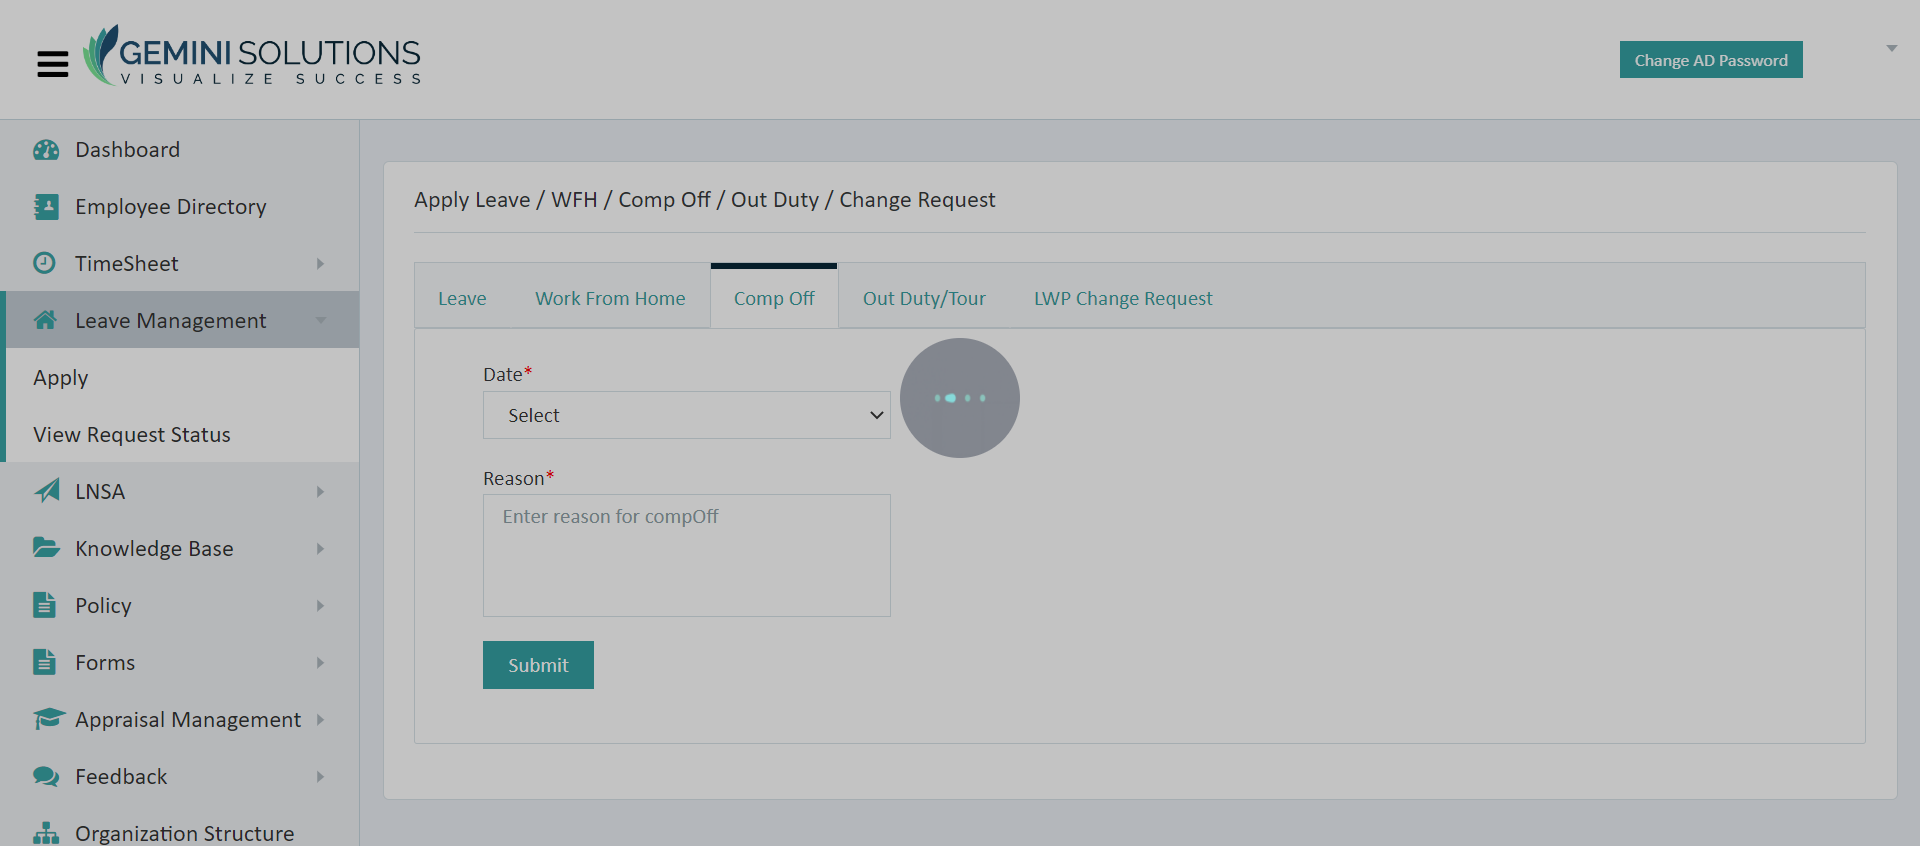 GEMINI SOLUTIONS
VISUALIZE SUCCESS
Change AD Password
Dashboard
Employee Directory
TimeSheet
Leave Management
Apply
View Request Status
LNSA
Knowledge Base
Policy
Forms
Appraisal Management
Feedback
Organization Structure
Apply Leave / WFH / Comp Off / Out Duty / Change Request
Leave Work From Home Comp Off Out Duty/Tour LWP Change Request
Date*
Select
Reason*
Enter reason for compOff
Submit